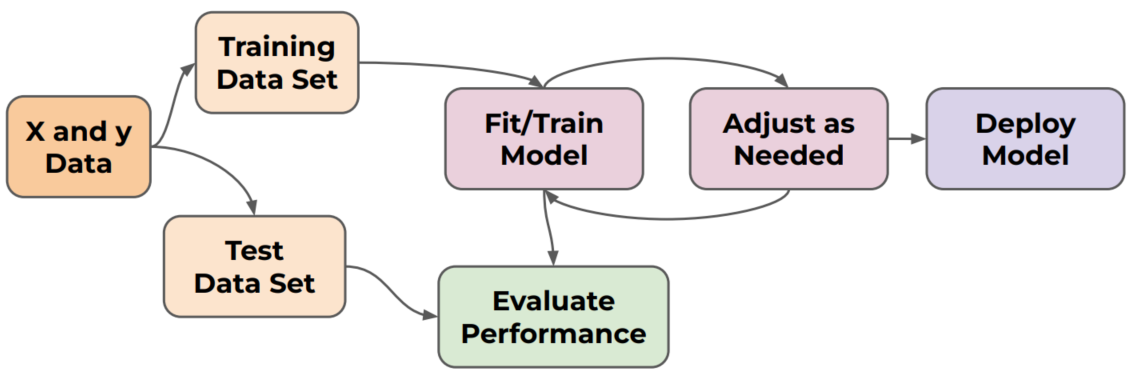 Training
Data Set
X and y
Data
Fit/Train
Model
Adjust as
Needed
Deploy
Model
Test
Data Set
Evaluate
Performance